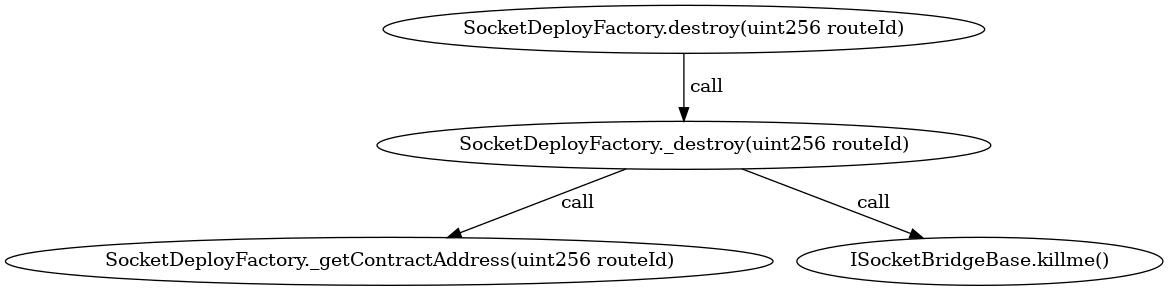 SocketDeployFactory.destroy(uint256 routeId)
call
SocketDeployFactory._destroy(uint256 routeId)
call
call
SocketDeployFactory._getContractAddress(uint256 routeId)
ISocketBridgeBase.killme()